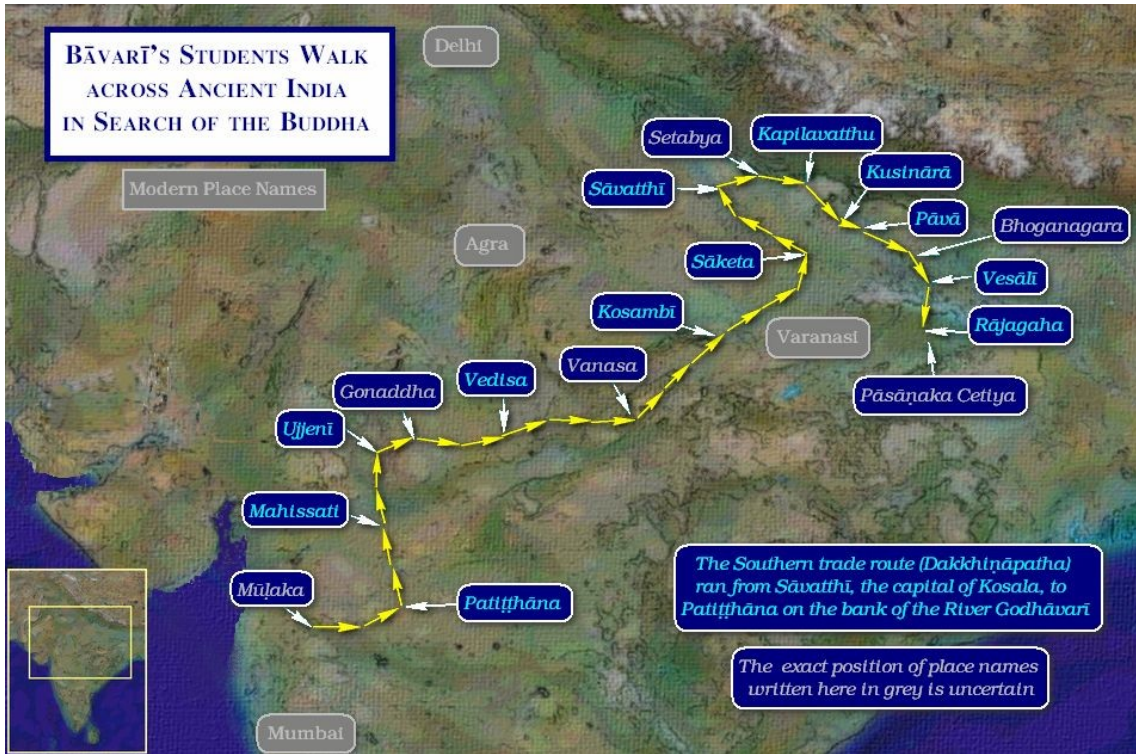 BĀVARĪ'S STUDENTS WALK
ACROSS ANCIENT INDIA
IN SEARCH OF THE BUDDHA
Delhi
Modern Place Names
Setabya
Kapilavatthu
Sāvatthī
Kusinārā
Pāvā
Bhoganagara
Agra
Sāketa
Vesālī
Kosambī
Rājagaha
Varanasi
Vanasa
Vedisa
Gonaddha
Pāsāṇaka Cetiya
Ujjenī
Mahissati
Mūḷaka
Patiṭṭhāna
The Southern trade route (Dakkhiṇāpatha)
ran from Sāvatthī, the capital of Kosala, to
Patiṭṭhāna on the bank of the River Godhāvarī
The exact position of place names
written here in grey is uncertain
Mumbai